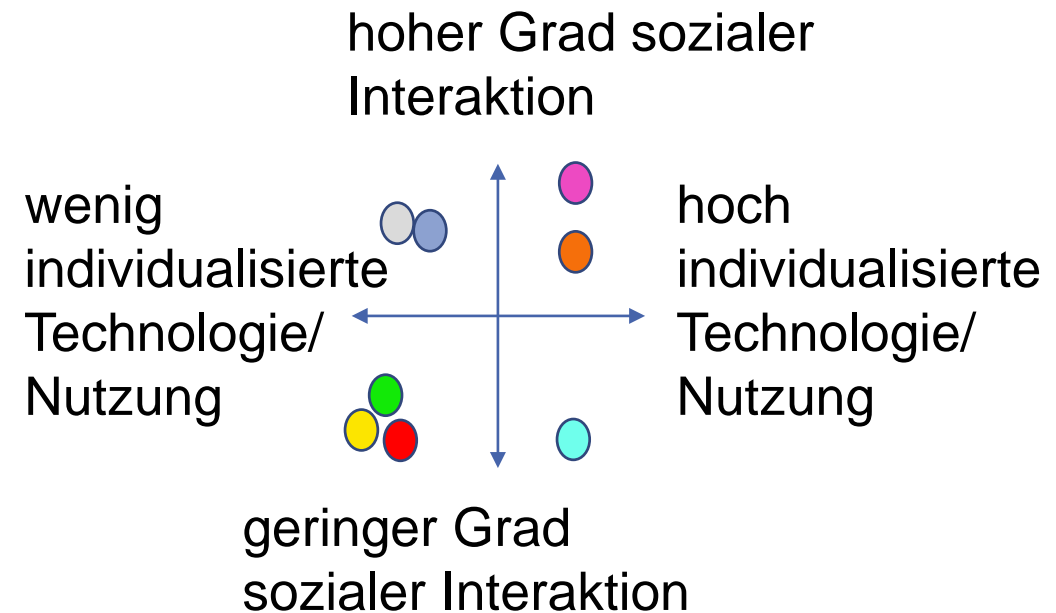 hoher Grad sozialer
Interaktion
wenig
individualisierte
Technologie/
Nutzung
hoch
individualisierte
Technologie/
Nutzung
geringer Grad
sozialer Interaktion